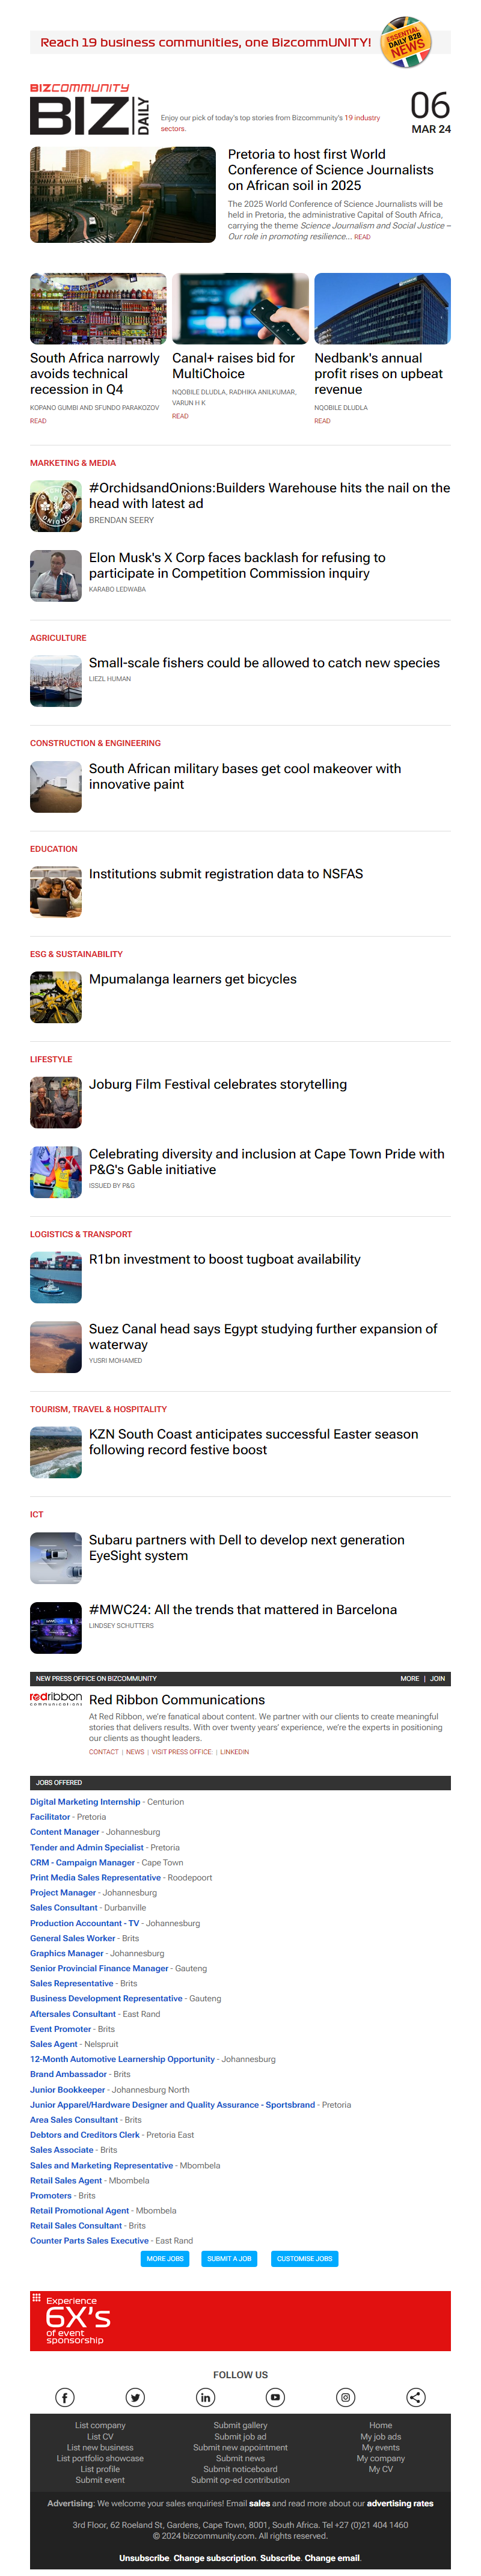 Reach 19 business communities, one BizcommUNITY!
ESSENTIAL
DAILY B2B
NEWS
BIZCOMMUNITY
BIZ DAILY
Enjoy our pick of today's top stories from Bizcommunity's 19 industry
sectors.
06
MAR 24
Pretoria to host first World
Conference of Science Journalists
on African soil in 2025
The 2025 World Conference of Science Journalists will be
held in Pretoria, the administrative Capital of South Africa,
carrying the theme Science Journalism and Social Justice –
Our role in promoting resilience... READ
South Africa narrowly
avoids technical
recession in Q4
KOPANO GUMBI AND SFUNDO PARAKOZOV
READ
Canal+ raises bid for
MultiChoice
NQOBILE DLUDLA, RADHIKA ANILKUMAR,
VARUN H K
READ
Nedbank's annual
profit rises on upbeat
revenue
NQOBILE DLUDLA
READ
MARKETING & MEDIA
ONIONS
#OrchidsandOnions:Builders Warehouse hits the nail on the
head with latest ad
BRENDAN SEERY
Elon Musk's X Corp faces backlash for refusing to
participate in Competition Commission inquiry
KARABO LEDWABA
AGRICULTURE
Small-scale fishers could be allowed to catch new species
LIEZL HUMAN
CONSTRUCTION & ENGINEERING
South African military bases get cool makeover with
innovative paint
EDUCATION
Institutions submit registration data to NSFAS
ESG & SUSTAINABILITY
Mpumalanga learners get bicycles
LIFESTYLE
Joburg Film Festival celebrates storytelling
Celebrating diversity and inclusion at Cape Town Pride with
P&G's Gable initiative
ISSUED BY P&G
LOGISTICS & TRANSPORT
R1bn investment to boost tugboat availability
Suez Canal head says Egypt studying further expansion of
waterway
YUSRI MOHAMED
TOURISM, TRAVEL & HOSPITALITY
KZN South Coast anticipates successful Easter season
following record festive boost
ICT
Subaru partners with Dell to develop next generation
EyeSight system
#MWC24: All the trends that mattered in Barcelona
LINDSEY SCHUTTERS
NEW PRESS OFFICE ON BIZCOMMUNITY MORE | JOIN
redribbon
communications
Red Ribbon Communications
At Red Ribbon, we're fanatical about content. We partner with our clients to create meaningful
stories that delivers results. With over twenty years' experience, we're the experts in positioning
our clients as thought leaders.
CONTACT | NEWS | VISIT PRESS OFFICE: | LINKEDIN
JOBS OFFERED
Digital Marketing Internship - Centurion
Facilitator - Pretoria
Content Manager - Johannesburg
Tender and Admin Specialist - Pretoria
CRM - Campaign Manager - Cape Town
Print Media Sales Representative - Roodepoort
Project Manager - Johannesburg
Sales Consultant - Durbanville
Production Accountant - TV - Johannesburg
General Sales Worker - Brits
Graphics Manager - Johannesburg
Senior Provincial Finance Manager - Gauteng
Sales Representative - Brits
Business Development Representative - Gauteng
Aftersales Consultant - East Rand
Event Promoter - Brits
Sales Agent - Nelspruit
12-Month Automotive Learnership Opportunity - Johannesburg
Brand Ambassador - Brits
Junior Bookkeeper - Johannesburg North
Junior Apparel/Hardware Designer and Quality Assurance - Sportsbrand - Pretoria
Area Sales Consultant - Brits
Debtors and Creditors Clerk - Pretoria East
Sales Associate - Brits
Sales and Marketing Representative - Mbombela
Retail Sales Agent - Mbombela
Promoters - Brits
Retail Promotional Agent - Mbombela
Retail Sales Consultant - Brits
Counter Parts Sales Executive - East Rand
MORE JOBS SUBMIT A JOB CUSTOMISE JOBS
Experience
6X's
of event
sponsorship
FOLLOW US
List company
List CV
List new business
List portfolio showcase
List profile
Submit event
Submit gallery
Submit job ad
Submit new appointment
Submit news
Submit noticeboard
Submit op-ed contribution
Home
My job ads
My events
My company
My CV
Advertising: We welcome your sales enquiries! Email sales and read more about our advertising rates
3rd Floor, 62 Roeland St, Gardens, Cape Town, 8001, South Africa. Tel +27 (0)21 404 1460
© 2024 bizcommunity.com. All rights reserved.
Unsubscribe. Change subscription. Subscribe. Change email.